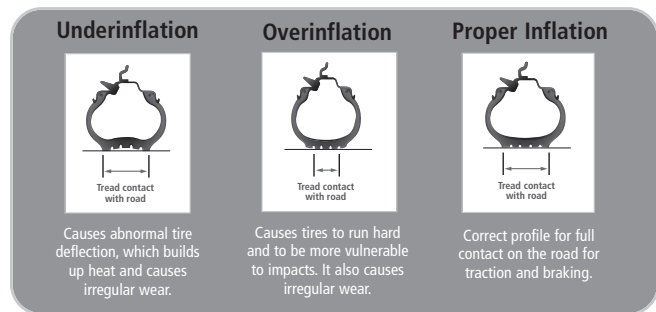 Underinflation
Tread contact
with road
Causes abnormal tire
deflection, which builds
up heat and causes
irregular wear.
Overinflation
Tread contact
with road
Causes tires to run hard
and to be more vulnerable
to impacts. It also causes
irregular wear.
Proper Inflation
Tread contact
with road
Correct profile for full
contact on the road for
traction and braking.